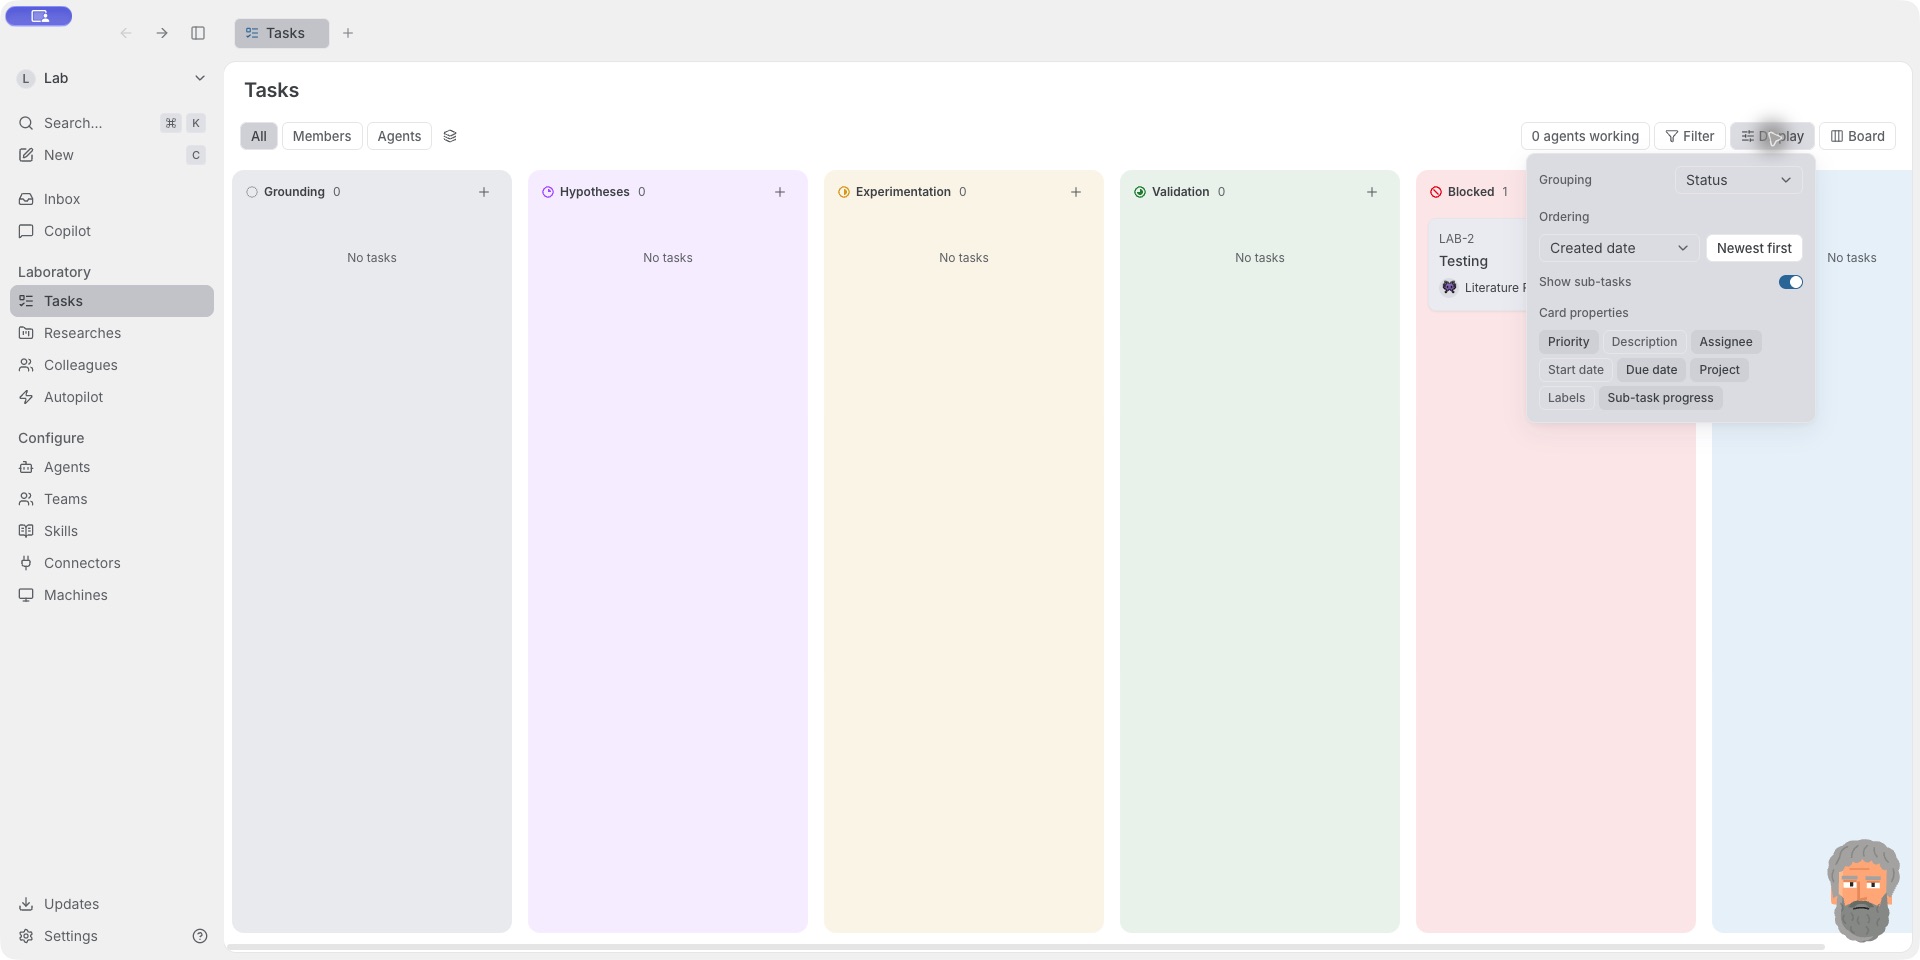 Tasks
L Lab
Search... ⌘ K
New C
Inbox
Copilot
Laboratory
Tasks
Researches
Colleagues
Autopilot
Configure
Agents
Teams
Skills
Connectors
Machines
Updates
Settings
Tasks
All Members Agents
0 agents working Filter Board
Grounding 0
No tasks
Hypotheses 0
No tasks
Experimentation 0
No tasks
Validation 0
No tasks
Blocked 1
LAB-2
Testing
Literature
No tasks
Grouping Status
Ordering
Created date Newest first
Show sub-tasks
Card properties
Priority Description Assignee
Start date Due date Project
Labels Sub-task progress